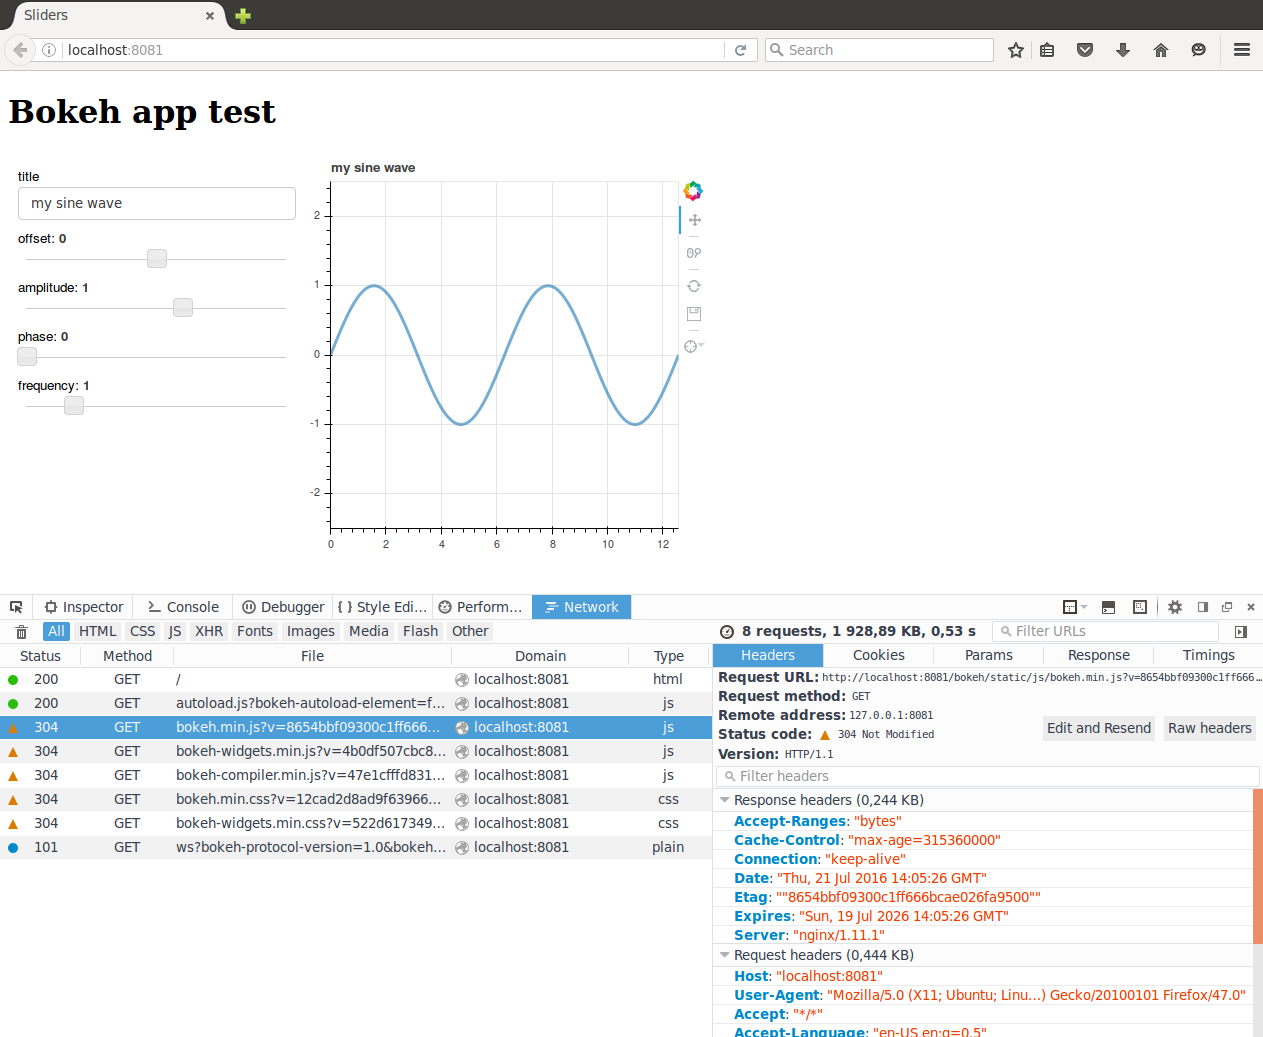 Sliders
localhost:8081
Search
Bokeh app test
title
my sine wave
offset: 0
amplitude: 1
phase: 0
frequency: 1
my sine wave
2
1
0
-1
-2
0 2 4 6 8 10 12
Inspector Console Debugger Style Edi... Perform... Network
All HTML CSS JS XHR Fonts Images Media Flash Other
8 requests, 1 928,89 KB, 0,53 s
Filter URLs
Status Method File Domain Type
200 GET / localhost:8081 html
200 GET autoload.js?bokeh-autoload-element=f... localhost:8081 js
304 GET bokeh.min.js?v=8654bbf09300c1ff666... localhost:8081 js
304 GET bokeh-widgets.min.js?v=4b0df507cbc8... localhost:8081 js
304 GET bokeh-compiler.min.js?v=47e1cfffd831... localhost:8081 js
304 GET bokeh.min.css?v=12cad2d8ad9f63966... localhost:8081 css
304 GET bokeh-widgets.min.css?v=522d617349... localhost:8081 css
101 GET ws?bokeh-protocol-version=1.0&bokeh... localhost:8081 plain
Headers Cookies Params Response Timings
Request URL: http://localhost:8081/bokeh/static/js/bokeh.min.js?v=8654bbf09300c1ff666...
Request method: GET
Remote address: 127.0.0.1:8081
Status code: 304 Not Modified
Edit and Resend Raw headers
Version: HTTP/1.1
Filter headers
Response headers (0,244 KB)
Accept-Ranges: "bytes"
Cache-Control: "max-age=315360000"
Connection: "keep-alive"
Date: "Thu, 21 Jul 2016 14:05:26 GMT"
Etag: ""8654bbf09300c1ff666bcae026fa9500""
Expires: "Sun, 19 Jul 2026 14:05:26 GMT"
Server: "nginx/1.11.1"
Request headers (0,444 KB)
Host: "localhost:8081"
User-Agent: "Mozilla/5.0 (X11; Ubuntu; Linu...) Gecko/20100101 Firefox/47.0"
Accept: "*/*"
Accept-Language: "en-US,en;q=0.5"